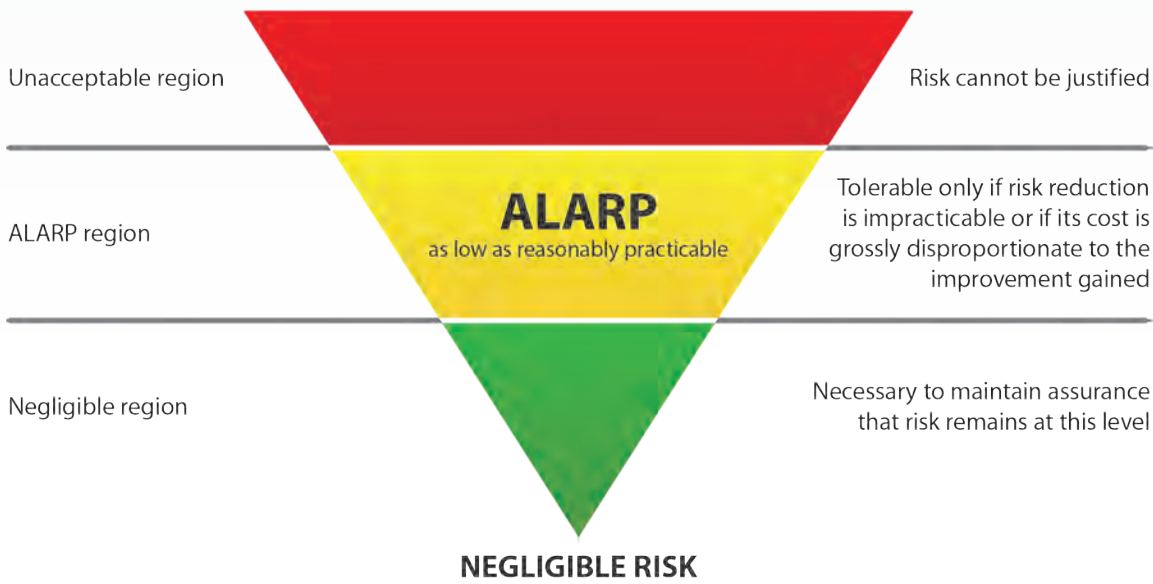 Unacceptable region
Risk cannot be justified
ALARP region
ALARP
as low as reasonably practicable
Tolerable only if risk reduction
is impracticable or if its cost is
grossly disproportionate to the
improvement gained
Negligible region
Necessary to maintain assurance
that risk remains at this level
NEGLIGIBLE RISK